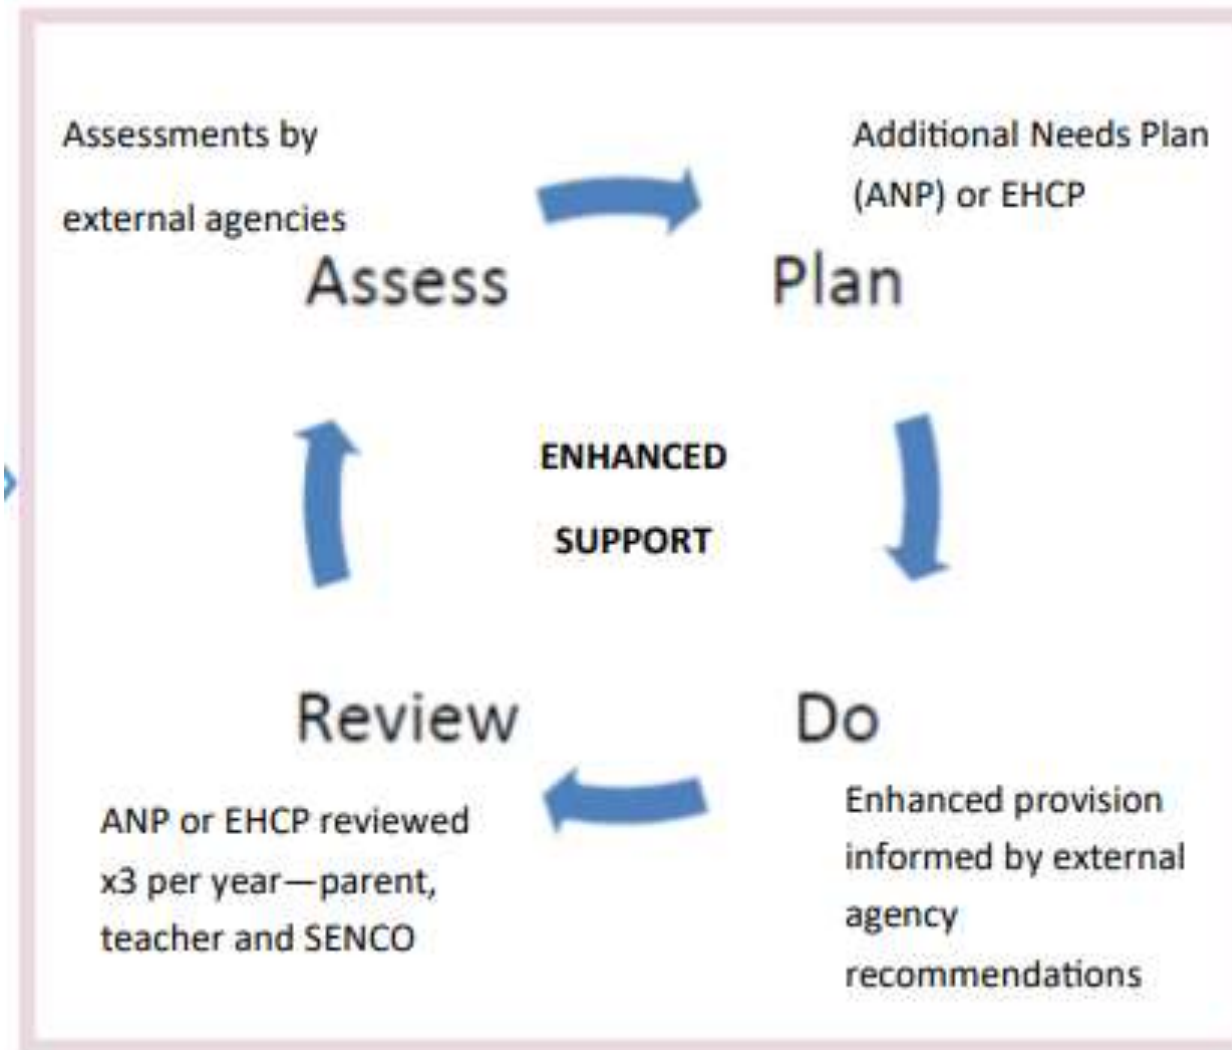 Assessments by
external agencies
Assess
Additional Needs Plan
(ANP) or EHCP
Plan
ENHANCED
SUPPORT
Review
ANP or EHCP reviewed
x3 per year—parent,
teacher and SENCO
Do
Enhanced provision
informed by external
agency
recommendations